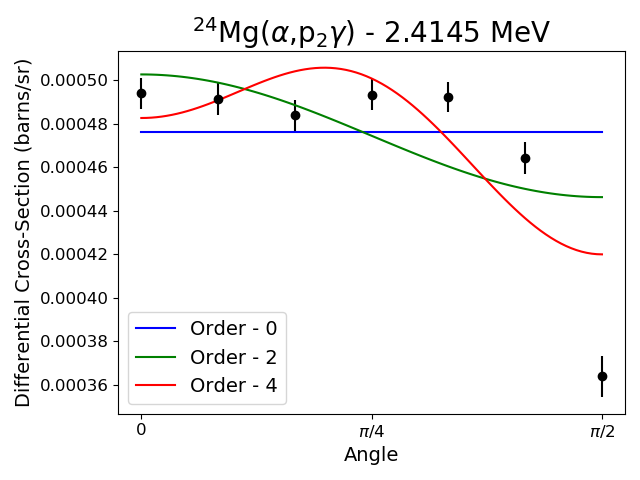 ²⁴Mg(α,p₂γ) - 2.4145 MeV
Differential Cross-Section (barns/sr)
0.00050
0.00048
0.00046
0.00044
0.00042
0.00040
0.00038
0.00036
Order - 0
Order - 2
Order - 4
0 π/4 π/2
Angle